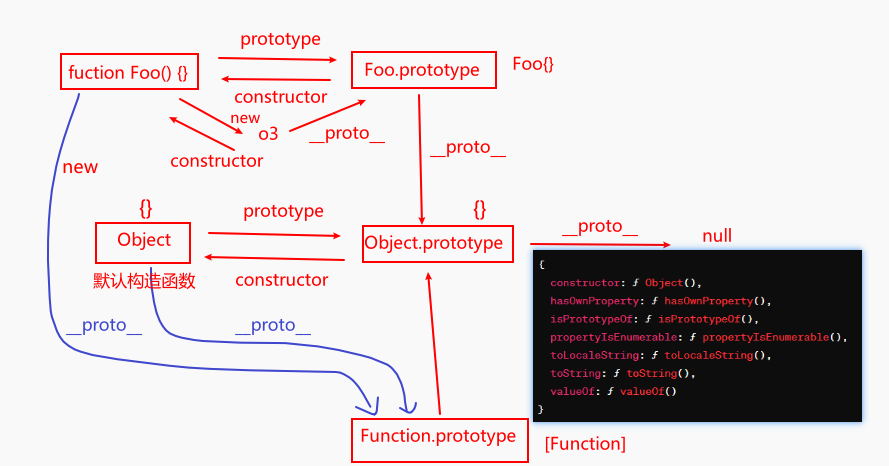 prototype
fuction Foo() {}
Foo.prototype
Foo{}
constructor
new
o3
__proto__
constructor
__proto__
new
{}
{}
prototype
Object
Object.prototype
__proto__
null
constructor
默认构造函数
{
constructor: ƒ Object(),
hasOwnProperty: ƒ hasOwnProperty(),
isPrototypeOf: ƒ isPrototypeOf(),
propertyIsEnumerable: ƒ propertyIsEnumerable(),
toLocaleString: ƒ toLocaleString(),
toString: ƒ toString(),
valueOf: ƒ valueOf()
}
__proto__
__proto__
Function.prototype
[Function]